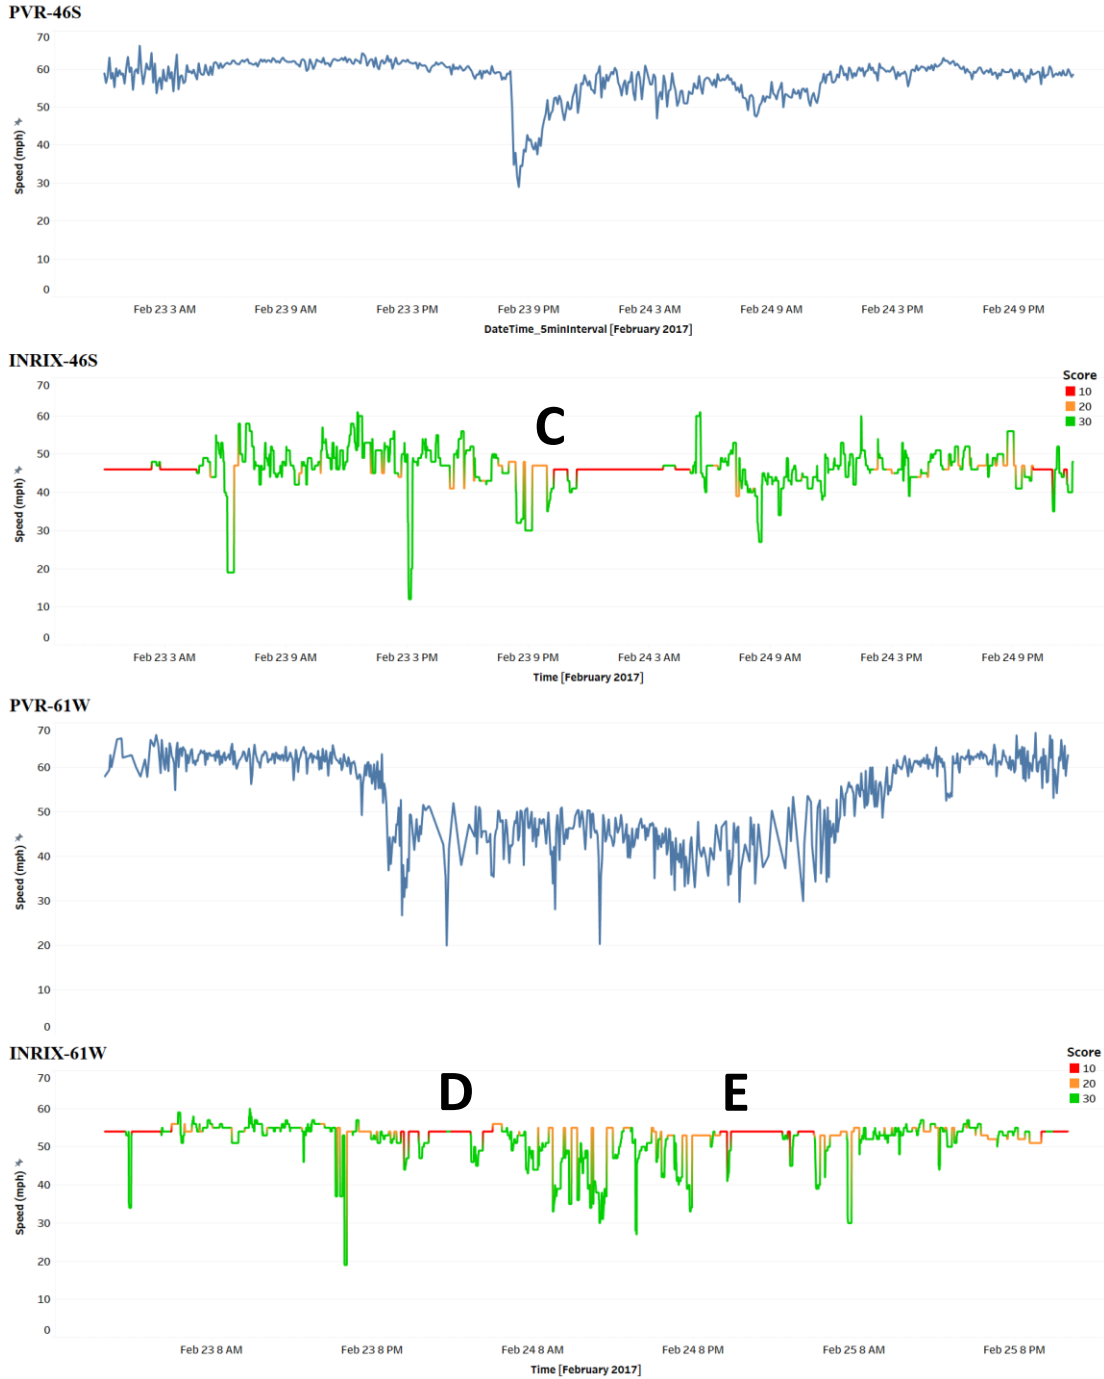 PVR-46S
70
60
50
40
30
20
10
0
Speed (mph)
Feb 23 3 AM Feb 23 9 AM Feb 23 3 PM Feb 23 9 PM Feb 24 3 AM Feb 24 9 AM Feb 24 3 PM Feb 24 9 PM
DateTime_5minInterval [February 2017]
INRIX-46S
Score
10
20
30
C
70
60
50
40
30
20
10
0
Speed (mph)
Feb 23 3 AM Feb 23 9 AM Feb 23 3 PM Feb 23 9 PM Feb 24 3 AM Feb 24 9 AM Feb 24 3 PM Feb 24 9 PM
Time [February 2017]
PVR-61W
70
60
50
40
30
20
10
0
Speed (mph)
INRIX-61W
Score
10
20
30
D E
70
60
50
40
30
20
10
0
Speed (mph)
Feb 23 8 AM Feb 23 8 PM Feb 24 8 AM Feb 24 8 PM Feb 25 8 AM Feb 25 8 PM
Time [February 2017]